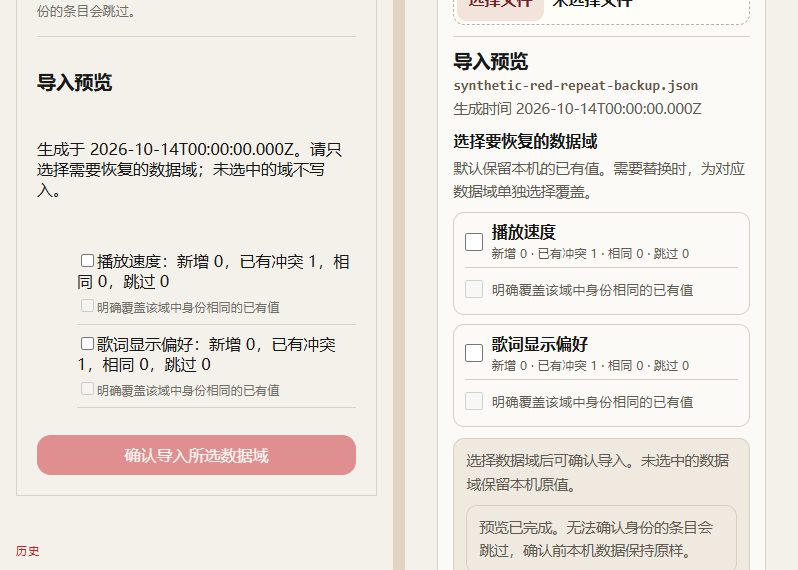 份的条目会跳过。
导入预览
生成于 2026-10-14T00:00:00.000Z。请只
选择需要恢复的数据域；未选中的域不写
入。
播放速度：新增 0，已有冲突 1，相
同 0，跳过 0
明确覆盖该域中身份相同的已有值
歌词显示偏好：新增 0，已有冲突
1，相同 0，跳过 0
明确覆盖该域中身份相同的已有值
确认导入所选数据域
历史
选择文件 未选择文件
导入预览
synthetic-red-repeat-backup.json
生成时间 2026-10-14T00:00:00.000Z
选择要恢复的数据域
默认保留本机的已有值。需要替换时，为对应
数据域单独选择覆盖。
播放速度
新增 0 · 已有冲突 1 · 相同 0 · 跳过 0
明确覆盖该域中身份相同的已有值
歌词显示偏好
新增 0 · 已有冲突 1 · 相同 0 · 跳过 0
明确覆盖该域中身份相同的已有值
选择数据域后可确认导入。未选中的数据
域保留本机原值。
预览已完成。无法确认身份的条目会
跳过，确认前本机数据保持原样。